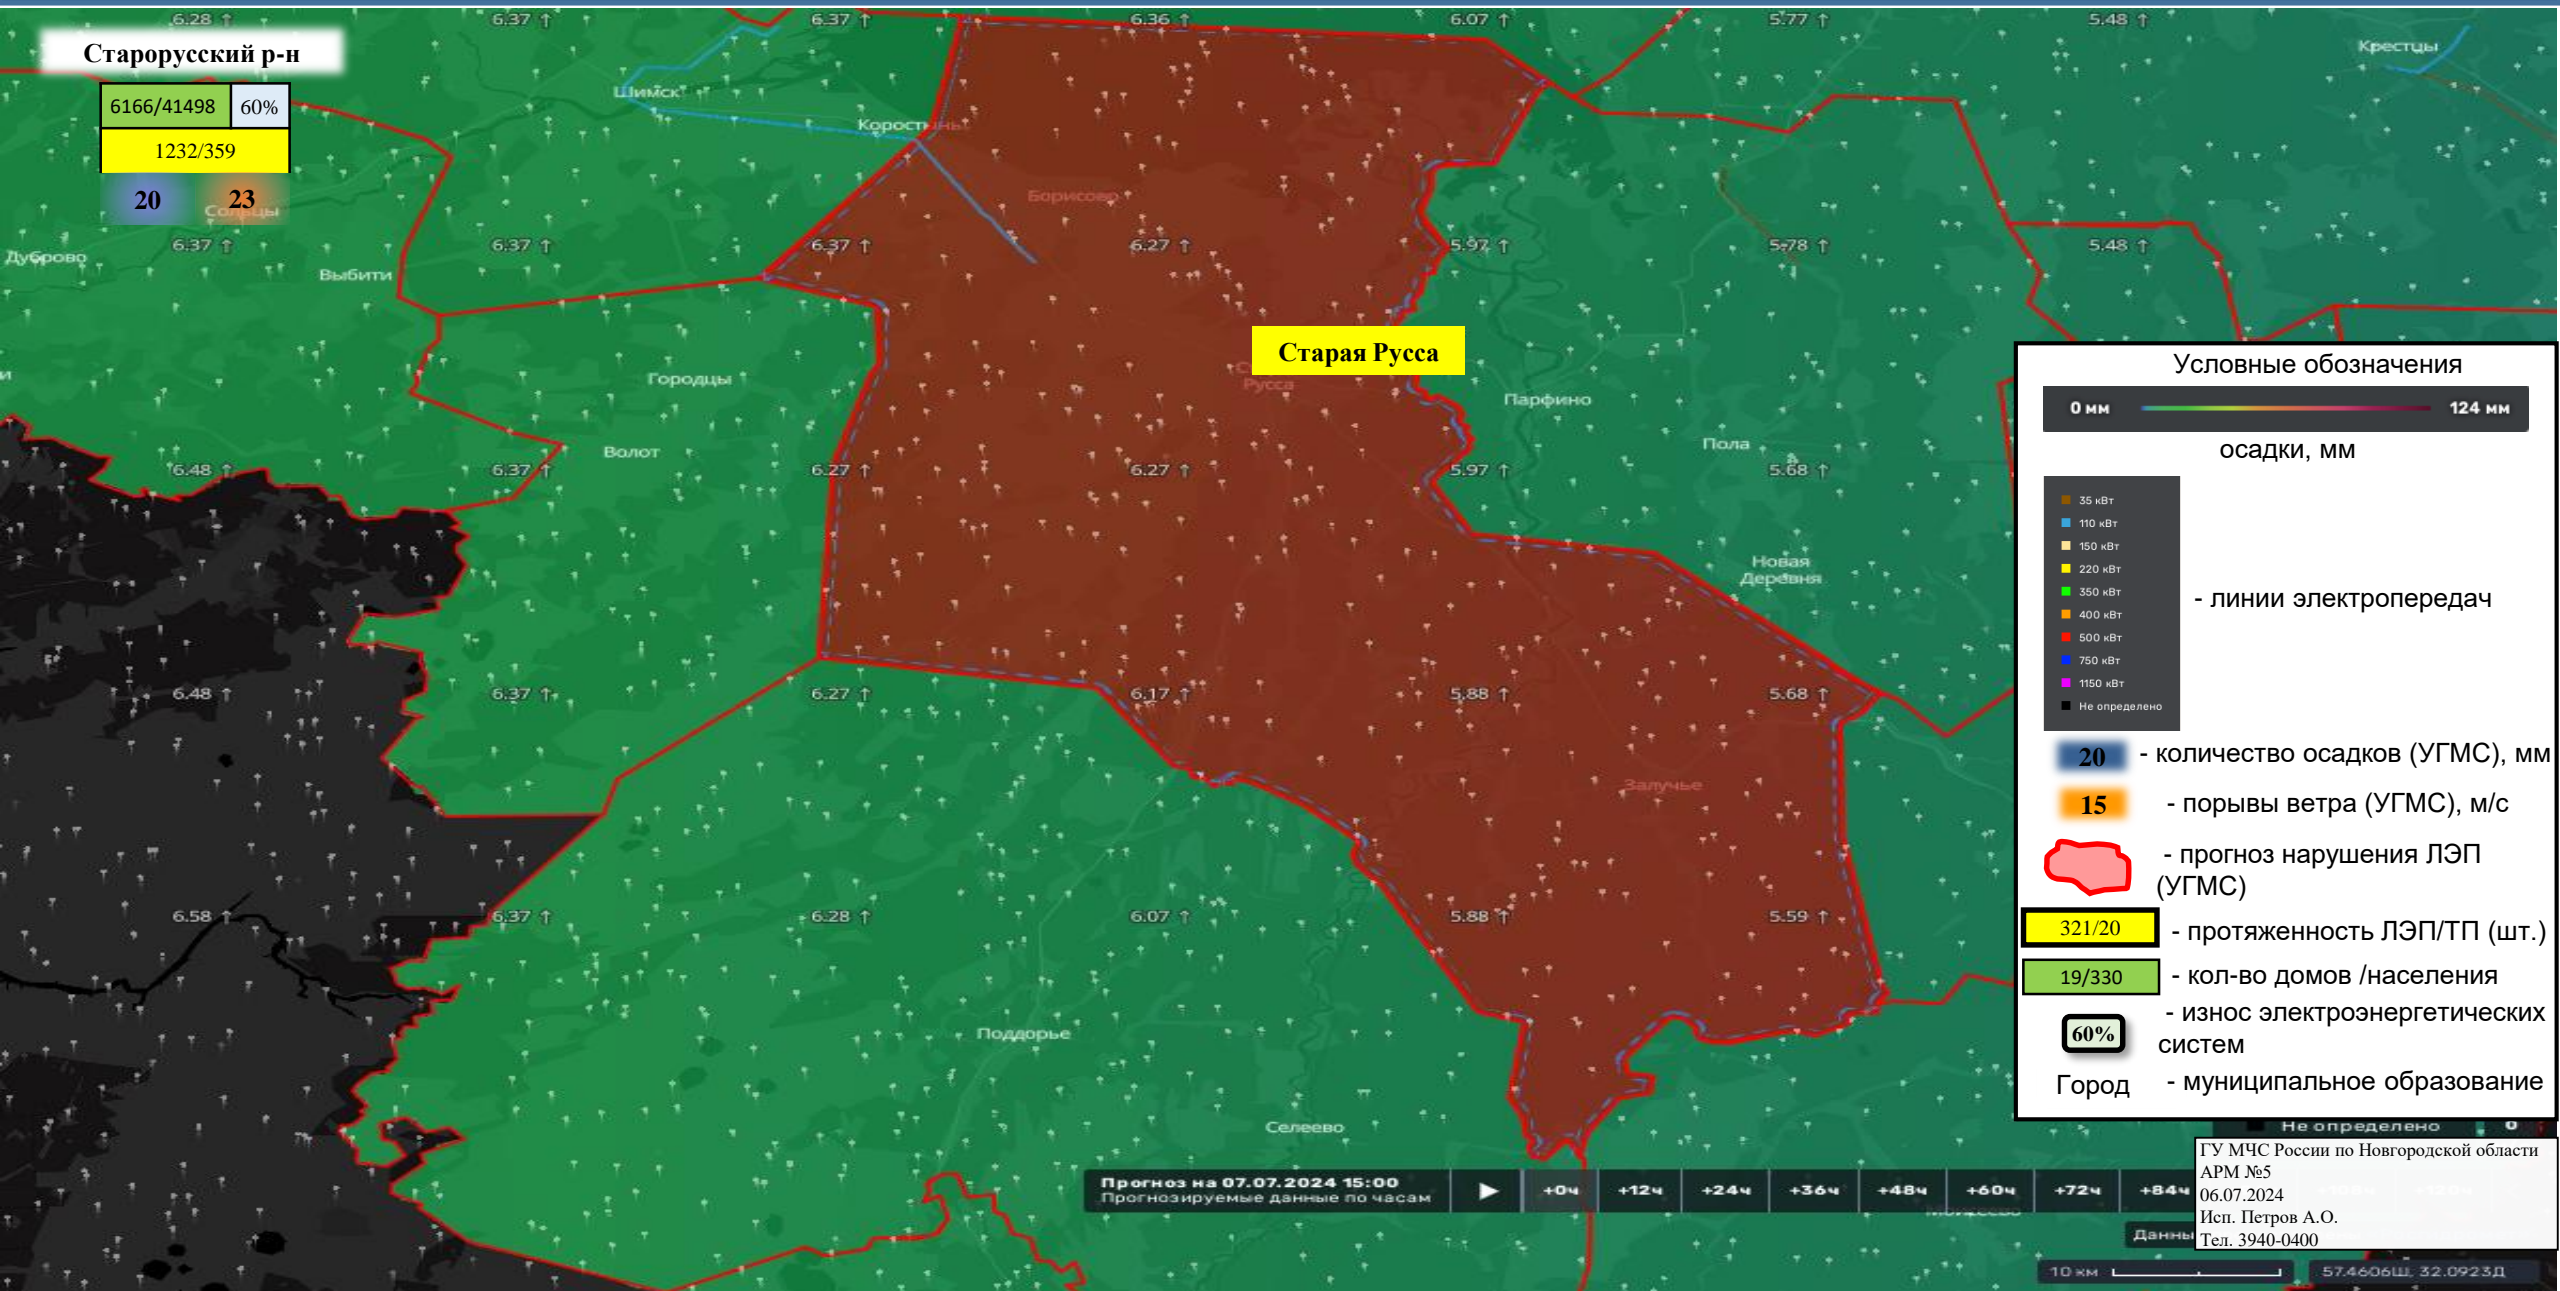 6.28 ↑
6.37 ↑
6.37 ↑
6.36 ↑
6.07 ↑
5.77 ↑
5.48 ↑
Старорусский р-н
Крестцы
6166/41498 60%
Шимск
Коростынь
1232/359
20 23
Борисово
Сольцы
6.37 ↑
6.37 ↑
6.37 ↑
6.27 ↑
5.97 ↑
5.78 ↑
5.48 ↑
Дуброво
Выбити
Старая Русса
Русса
и
Городцы
Парфино
Волот
Пола
6.48 ↑
6.37 ↑
6.27 ↑
6.27 ↑
5.97 ↑
5.68 ↑
Новая
Деревня
6.48 ↑
6.37 ↑
6.27 ↑
6.17 ↑
5.88 ↑
5.68 ↑
Залучье
6.58 ↑
6.37 ↑
6.28 ↑
6.07 ↑
5.88 ↑
5.59 ↑
Поддорье
Селеево
Условные обозначения
0 мм 124 мм
осадки, мм
35 кВт
110 кВт
150 кВт
220 кВт
350 кВт
400 кВт
500 кВт
750 кВт
1150 кВт
Не определено
- линии электропередач
20 - количество осадков (УГМС), мм
15 - порывы ветра (УГМС), м/с
- прогноз нарушения ЛЭП
(УГМС)
321/20 - протяженность ЛЭП/ТП (шт.)
19/330 - кол-во домов /населения
60% - износ электроэнергетических
систем
Город - муниципальное образование
Не определено 0
ГУ МЧС России по Новгородской области
АРМ №5
06.07.2024
Исп. Петров А.О.
Тел. 3940-0400
Прогноз на 07.07.2024 15:00
Прогнозируемые данные по часам
+0ч +12ч +24ч +36ч +48ч +60ч +72ч +84ч
Данны
10 км
57.4606Ш, 32.0923Д